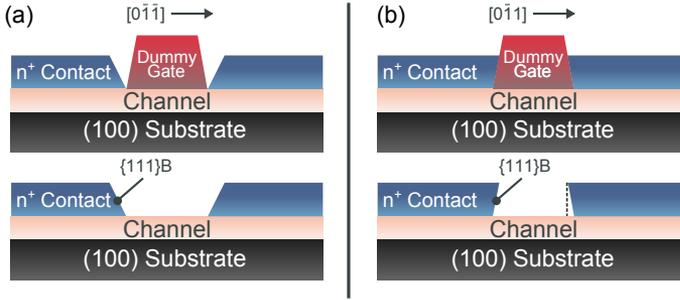 (a)
[01̄1̄]
n⁺ Contact
Dummy
Gate
Channel
(100) Substrate
{111}B
n⁺ Contact
Channel
(100) Substrate
(b)
[01̄1]
n⁺ Contact
Dummy
Gate
Channel
(100) Substrate
{111}B
n⁺ Contact
Channel
(100) Substrate